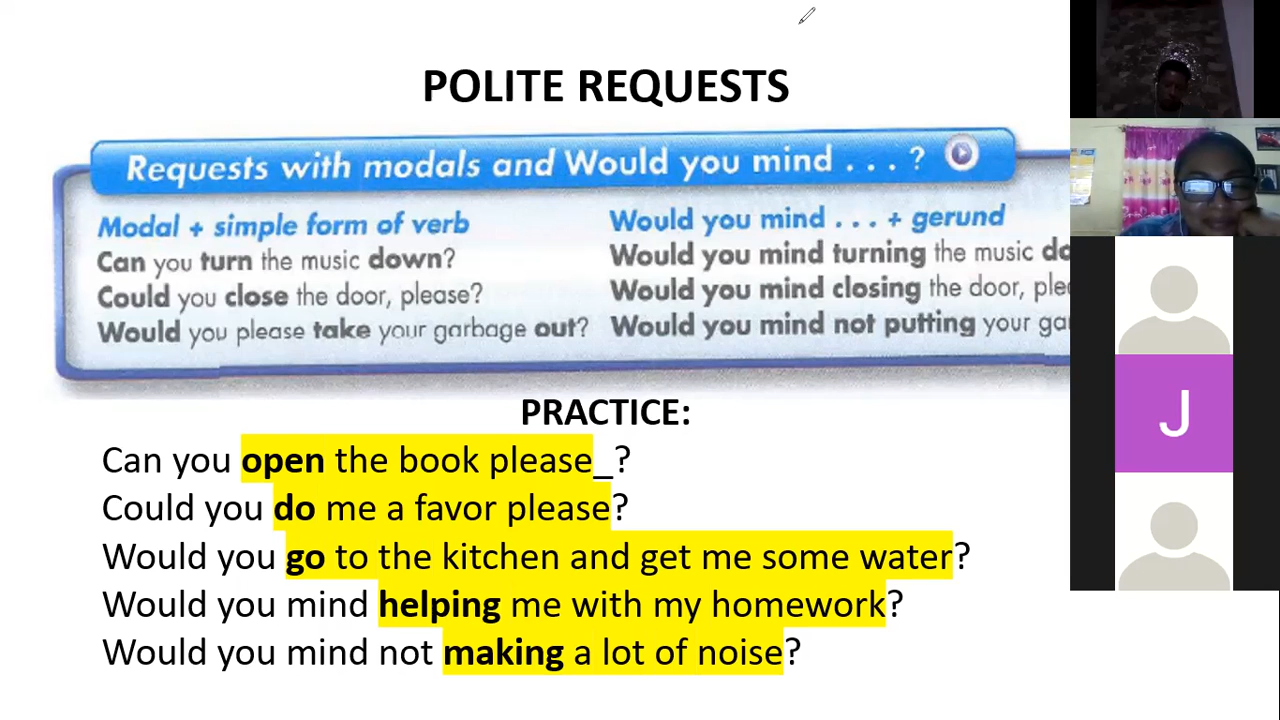 POLITE REQUESTS
Requests with modals and Would you mind . . . ?
Modal + simple form of verb
Can you turn the music down?
Could you close the door, please?
Would you please take your garbage out?
Would you mind . . . + gerund
Would you mind turning the music
Would you mind closing the door,
Would you mind not putting your
PRACTICE:
Can you open the book please_?
Could you do me a favor please?
Would you go to the kitchen and get me some water?
Would you mind helping me with my homework?
Would you mind not making a lot of noise?
J